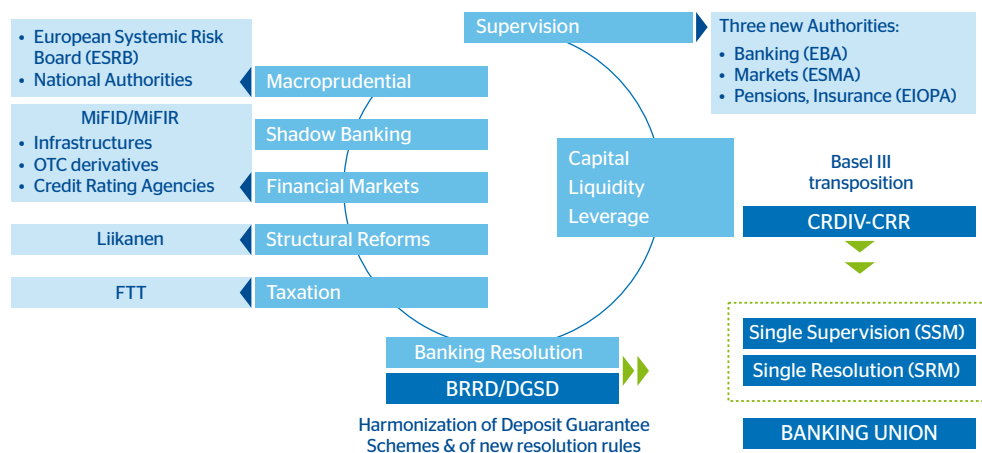 Supervision
Three new Authorities:
• Banking (EBA)
• Markets (ESMA)
• Pensions, Insurance (EIOPA)
• European Systemic Risk
Board (ESRB)
• National Authorities
Macroprudential
Shadow Banking
MiFID/MiFIR
• Infrastructures
• OTC derivatives
• Credit Rating Agencies
Financial Markets
Liikanen
Structural Reforms
FTT
Taxation
Capital
Liquidity
Leverage
Basel III
transposition
CRDIV-CRR
Banking Resolution
BRRD/DGSD
Harmonization of Deposit Guarantee
Schemes & of new resolution rules
Single Supervision (SSM)
Single Resolution (SRM)
BANKING UNION